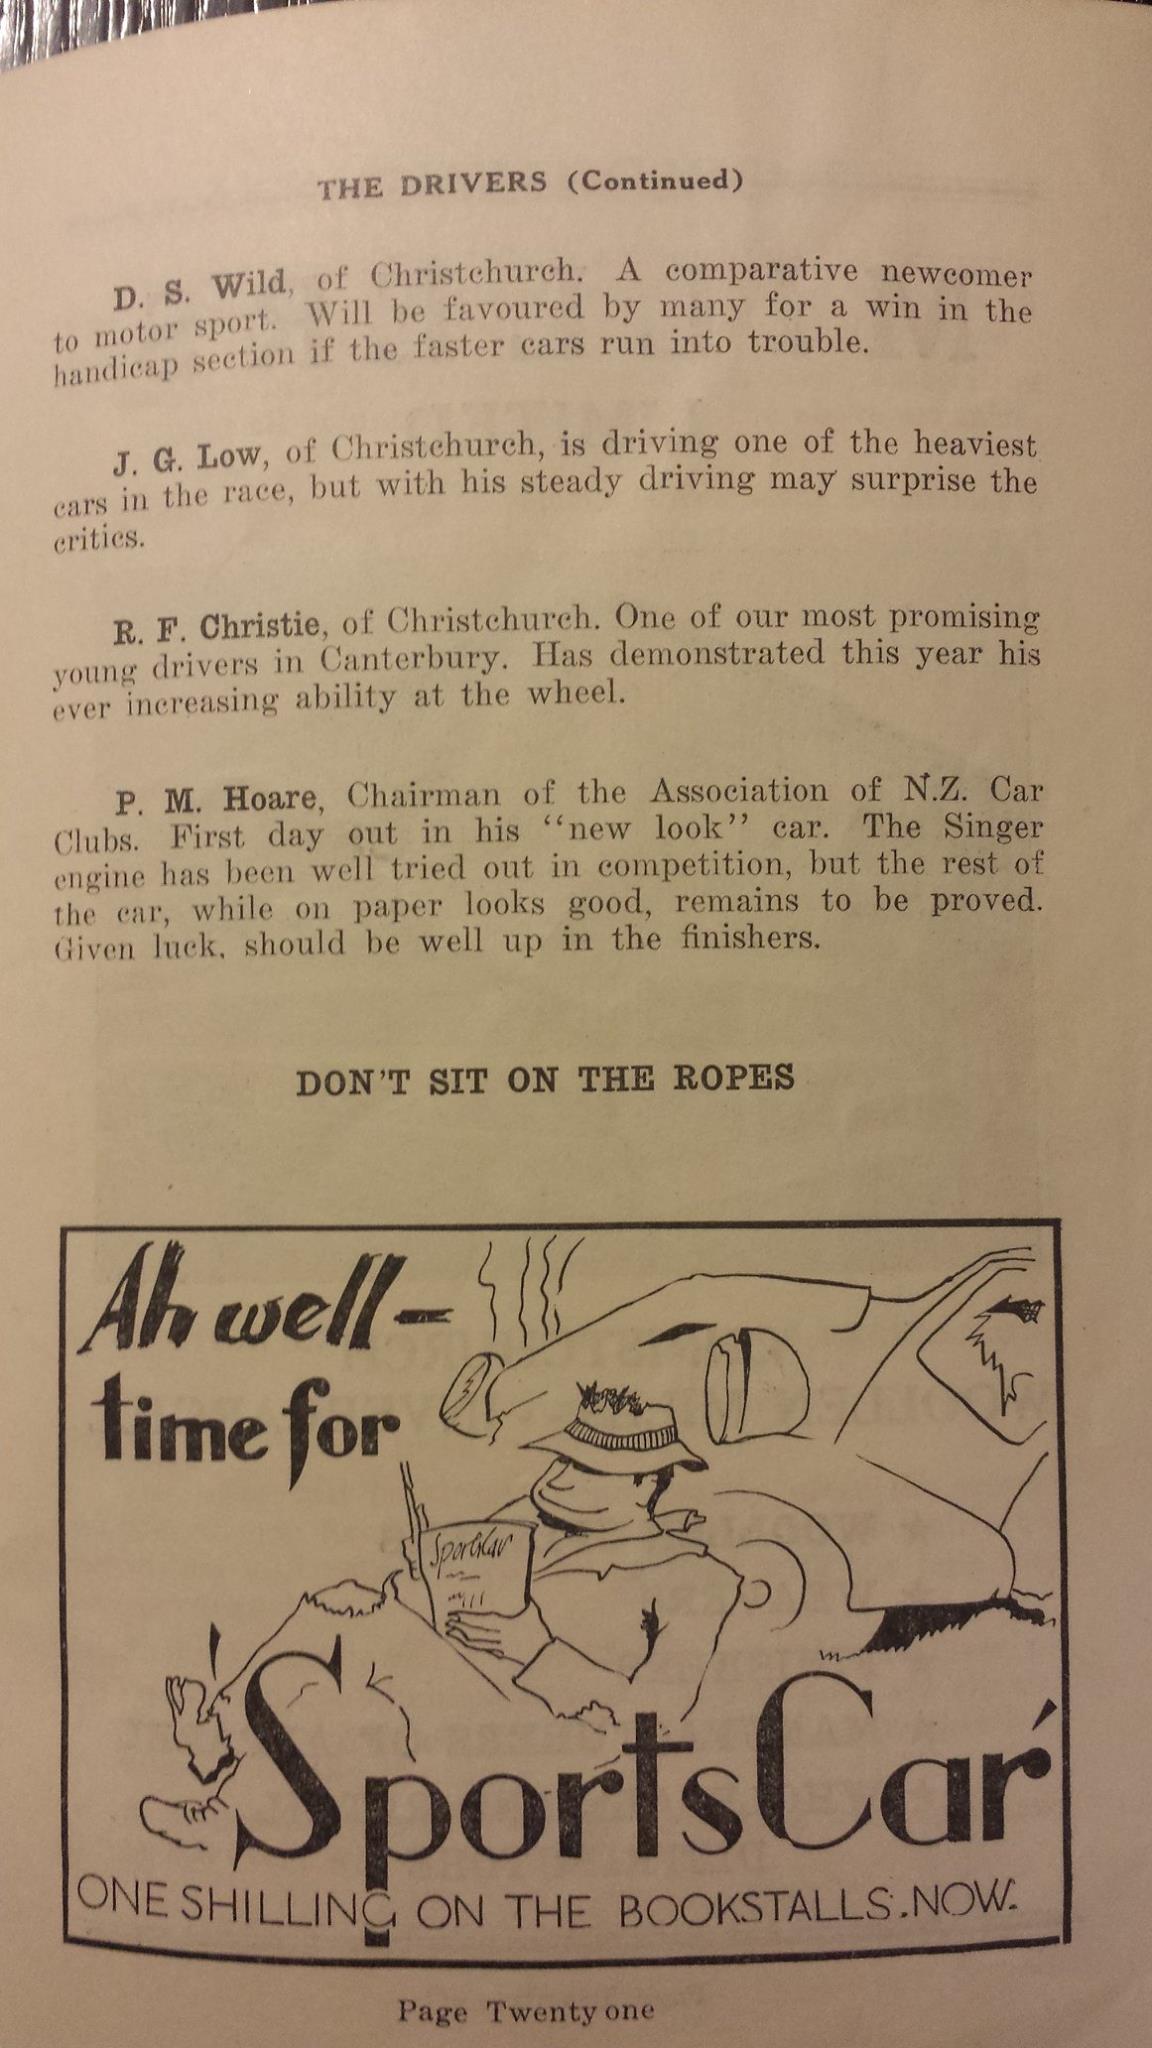 THE DRIVERS (Continued)
D. S. Wild, of Christchurch. A comparative newcomer
to motor sport. Will be favoured by many for a win in the
handicap section if the faster cars run into trouble.
J. G. Low, of Christchurch, is driving one of the heaviest
cars in the race, but with his steady driving may surprise the
critics.
R. F. Christie, of Christchurch. One of our most promising
young drivers in Canterbury. Has demonstrated this year his
ever increasing ability at the wheel.
P. M. Hoare, Chairman of the Association of N.Z. Car
Clubs. First day out in his "new look" car. The Singer
engine has been well tried out in competition, but the rest of
the car, while on paper looks good, remains to be proved.
Given luck, should be well up in the finishers.
DON'T SIT ON THE ROPES
Ah well—
time for
SportsCar
SportsCar
ONE SHILLING ON THE BOOKSTALLS. NOW.
Page Twenty one